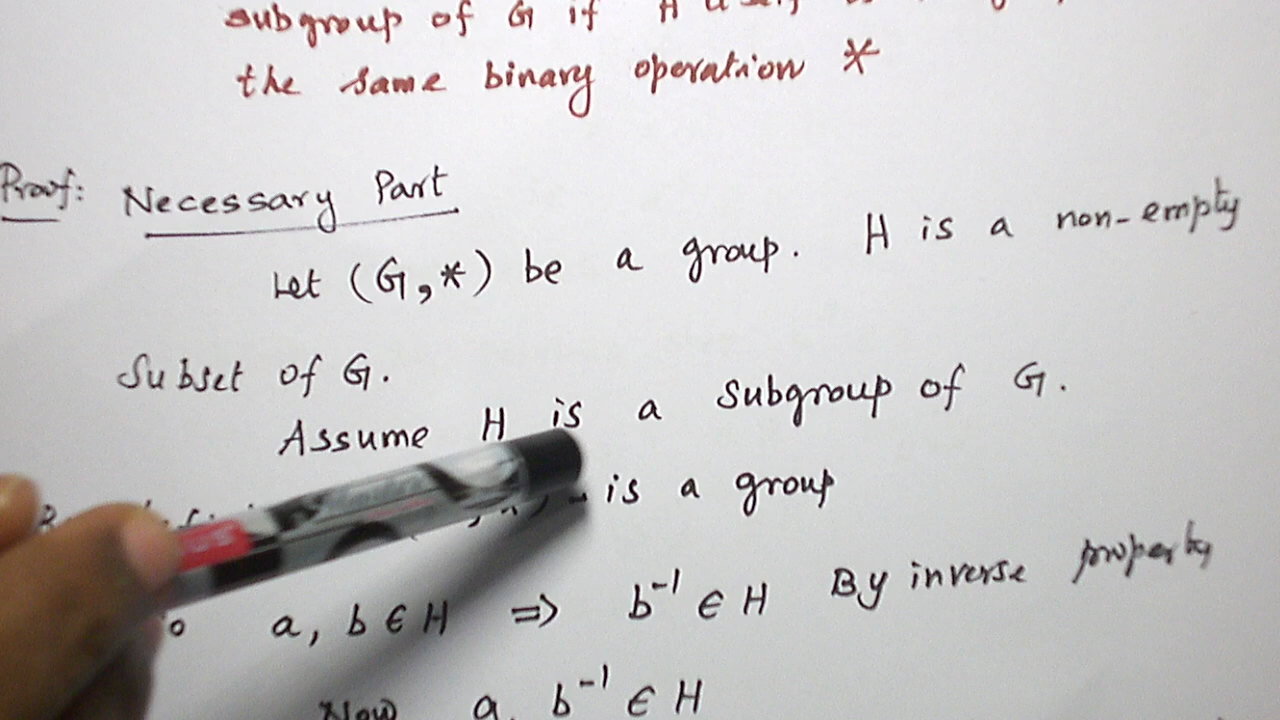 subgroup of G if H
the same binary operation *
Proof: Necessary Part
Let (G,*) be a group. H is a non-empty
Subset of G.
Assume H is a subgroup of G.
is a group
a, b ∈ H ⇒ b⁻¹ ∈ H By inverse property
Now a, b⁻¹ ∈ H